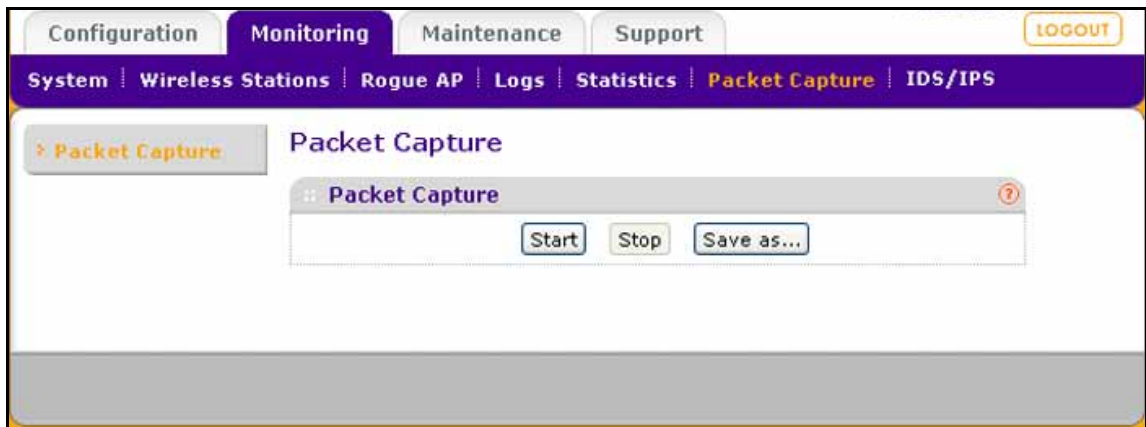 Configuration Monitoring Maintenance Support LOGOUT
System Wireless Stations Rogue AP Logs Statistics Packet Capture IDS/IPS
Packet Capture
Packet Capture
Packet Capture ?
Start Stop Save as...